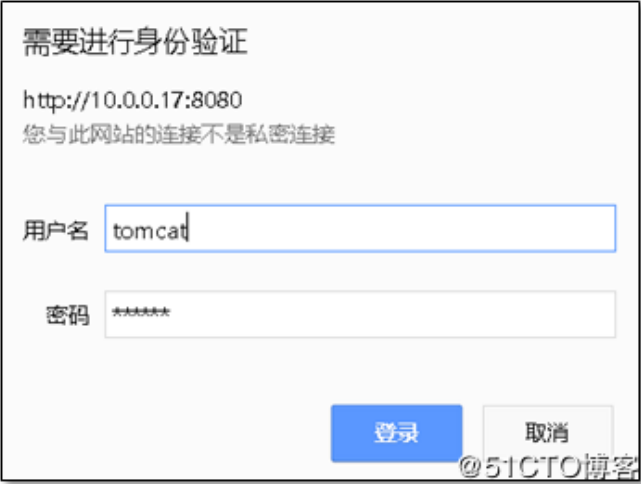 需要进行身份验证
http://10.0.0.17:8080
您与此网站的连接不是私密连接
用户名 tomcat
密码 ******
登录 取消
@51CTO博客